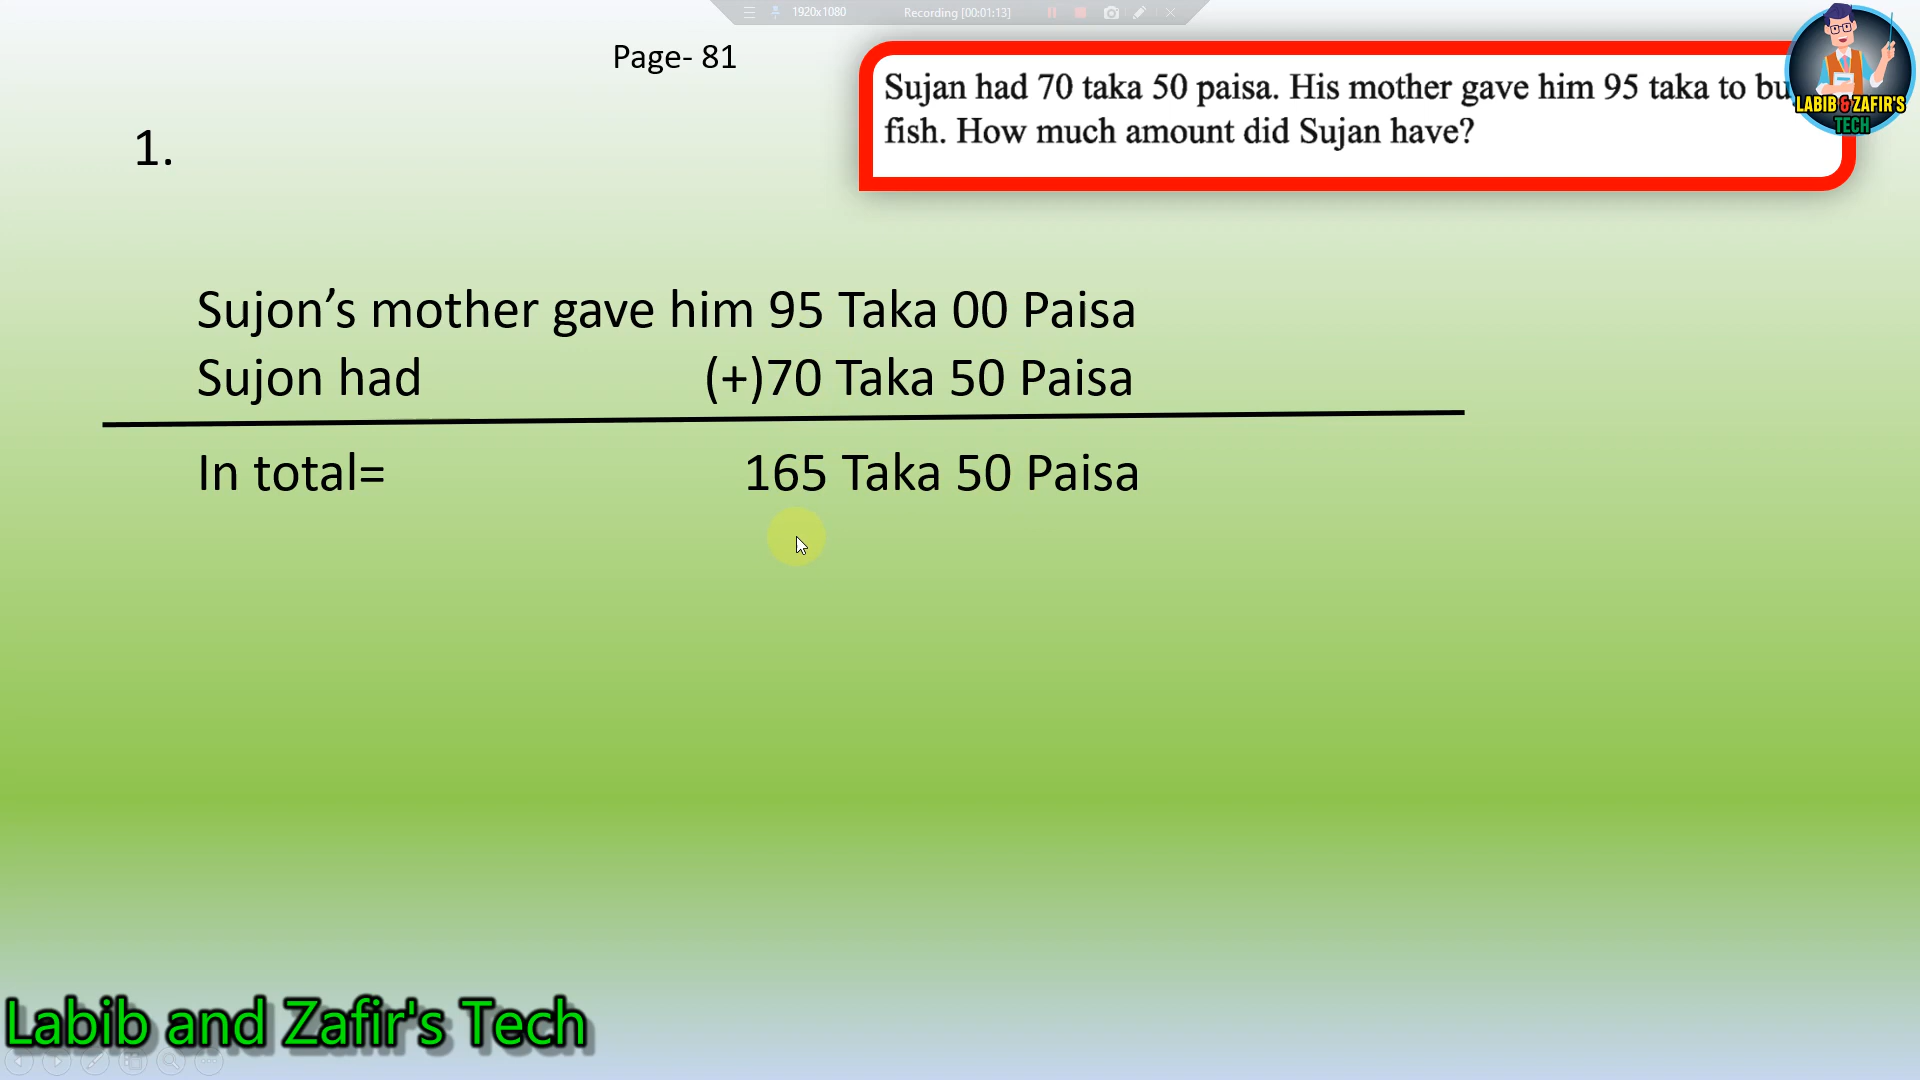 1920x1080 Recording [00:01:13]
Page- 81
Sujan had 70 taka 50 paisa. His mother gave him 95 taka to bu
fish. How much amount did Sujan have?
LABIB & ZAFIR'S
TECH
1.
Sujon’s mother gave him 95 Taka 00 Paisa
Sujon had (+)70 Taka 50 Paisa
In total= 165 Taka 50 Paisa
Labib and Zafir's Tech